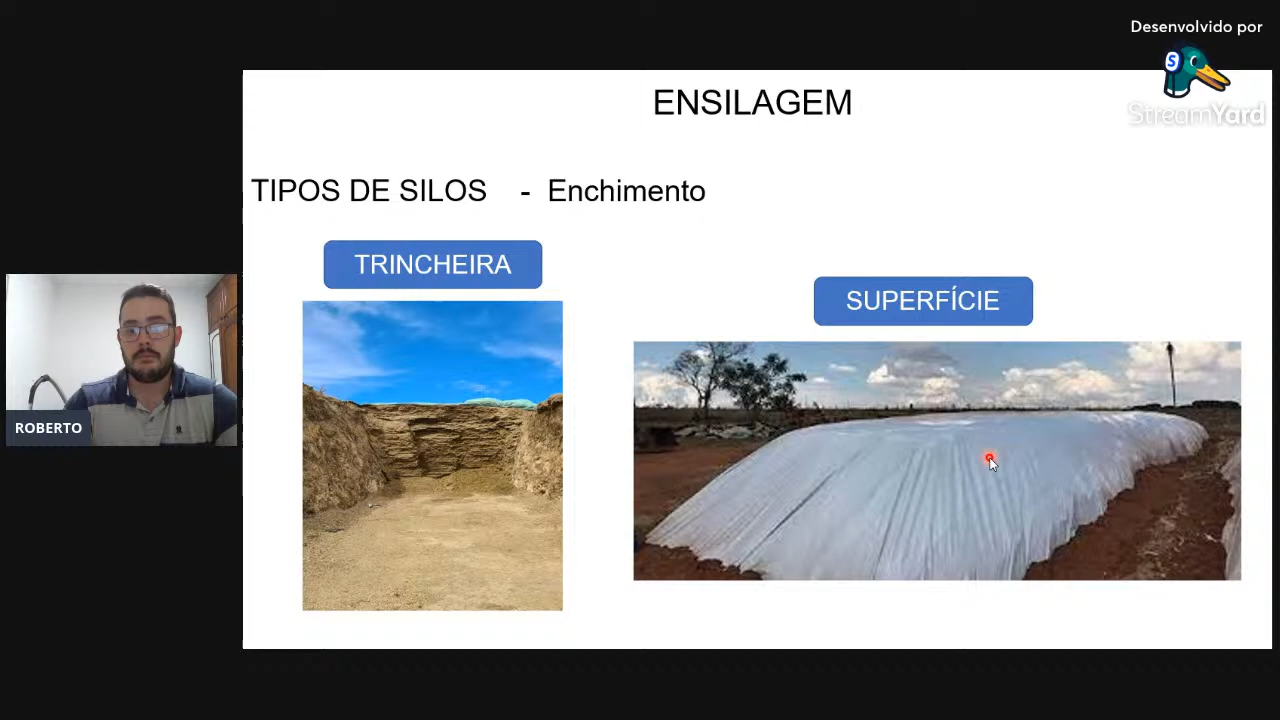 Desenvolvido por
S
StreamYard
ENSILAGEM
TIPOS DE SILOS - Enchimento
TRINCHEIRA
SUPERFÍCIE
ROBERTO